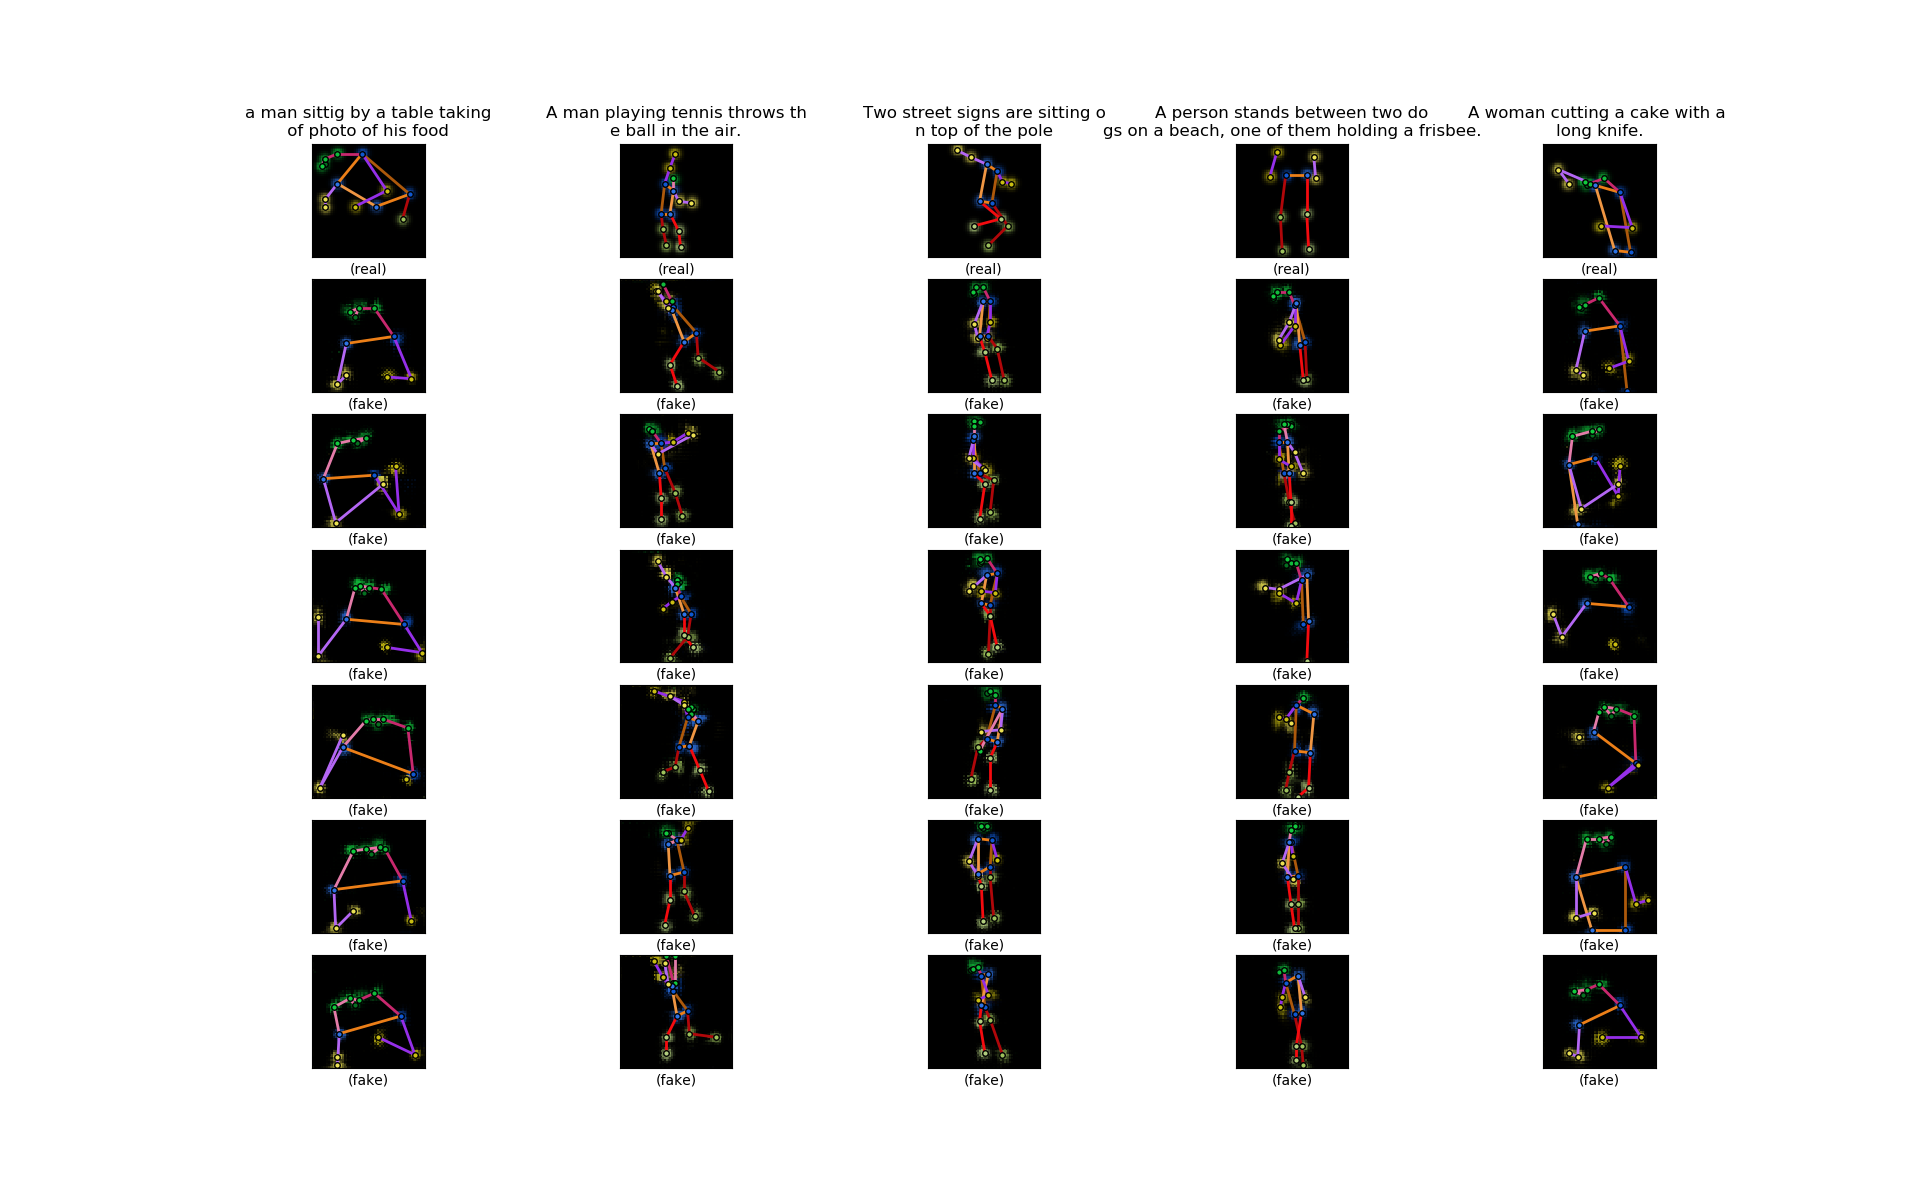 a man sittig by a table taking
of photo of his food
A man playing tennis throws th
e ball in the air.
Two street signs are sitting o
n top of the pole
A person stands between two do
gs on a beach, one of them holding a frisbee.
A woman cutting a cake with a
long knife.
(real) (real) (real) (real) (real)
(fake) (fake) (fake) (fake) (fake)
(fake) (fake) (fake) (fake) (fake)
(fake) (fake) (fake) (fake) (fake)
(fake) (fake) (fake) (fake) (fake)
(fake) (fake) (fake) (fake) (fake)
(fake) (fake) (fake) (fake) (fake)